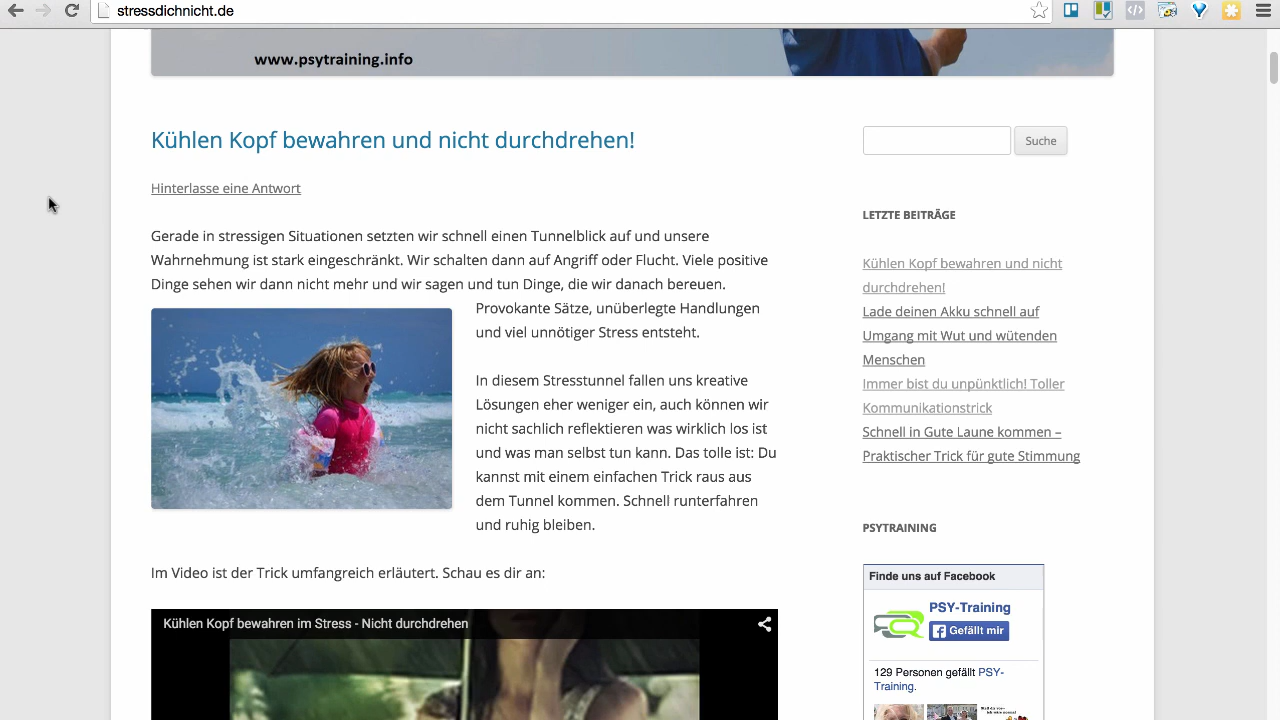 stressdichnicht.de
www.psytraining.info
Kühlen Kopf bewahren und nicht durchdrehen!
Hinterlasse eine Antwort
Gerade in stressigen Situationen setzten wir schnell einen Tunnelblick auf und unsere
Wahrnehmung ist stark eingeschränkt. Wir schalten dann auf Angriff oder Flucht. Viele positive
Dinge sehen wir dann nicht mehr und wir sagen und tun Dinge, die wir danach bereuen.
Provokante Sätze, unüberlegte Handlungen
und viel unnötiger Stress entsteht.
In diesem Stresstunnel fallen uns kreative
Lösungen eher weniger ein, auch können wir
nicht sachlich reflektieren was wirklich los ist
und was man selbst tun kann. Das tolle ist: Du
kannst mit einem einfachen Trick raus aus
dem Tunnel kommen. Schnell runterfahren
und ruhig bleiben.
Im Video ist der Trick umfangreich erläutert. Schau es dir an:
Kühlen Kopf bewahren im Stress - Nicht durchdrehen
Suche
LETZTE BEITRÄGE
Kühlen Kopf bewahren und nicht
durchdrehen!
Lade deinen Akku schnell auf
Umgang mit Wut und wütenden
Menschen
Immer bist du unpünktlich! Toller
Kommunikationstrick
Schnell in Gute Laune kommen –
Praktischer Trick für gute Stimmung
PSYTRAINING
Finde uns auf Facebook
PSY-Training
Gefällt mir
129 Personen gefällt PSY-
Training.